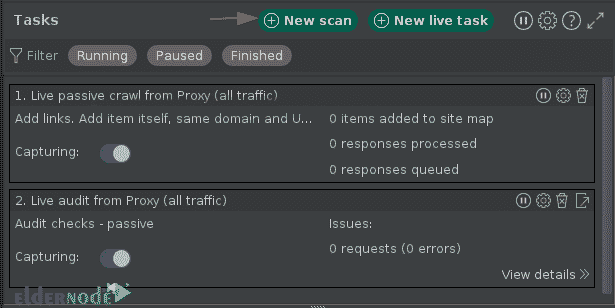 Tasks
New scan
New live task
Filter
Running
Paused
Finished
1. Live passive crawl from Proxy (all traffic)
Add links. Add item itself, same domain and U...
0 items added to site map
0 responses processed
Capturing:
0 responses queued
2. Live audit from Proxy (all traffic)
Audit checks - passive
Issues:
Capturing:
0 requests (0 errors)
View details
ELDERNODE